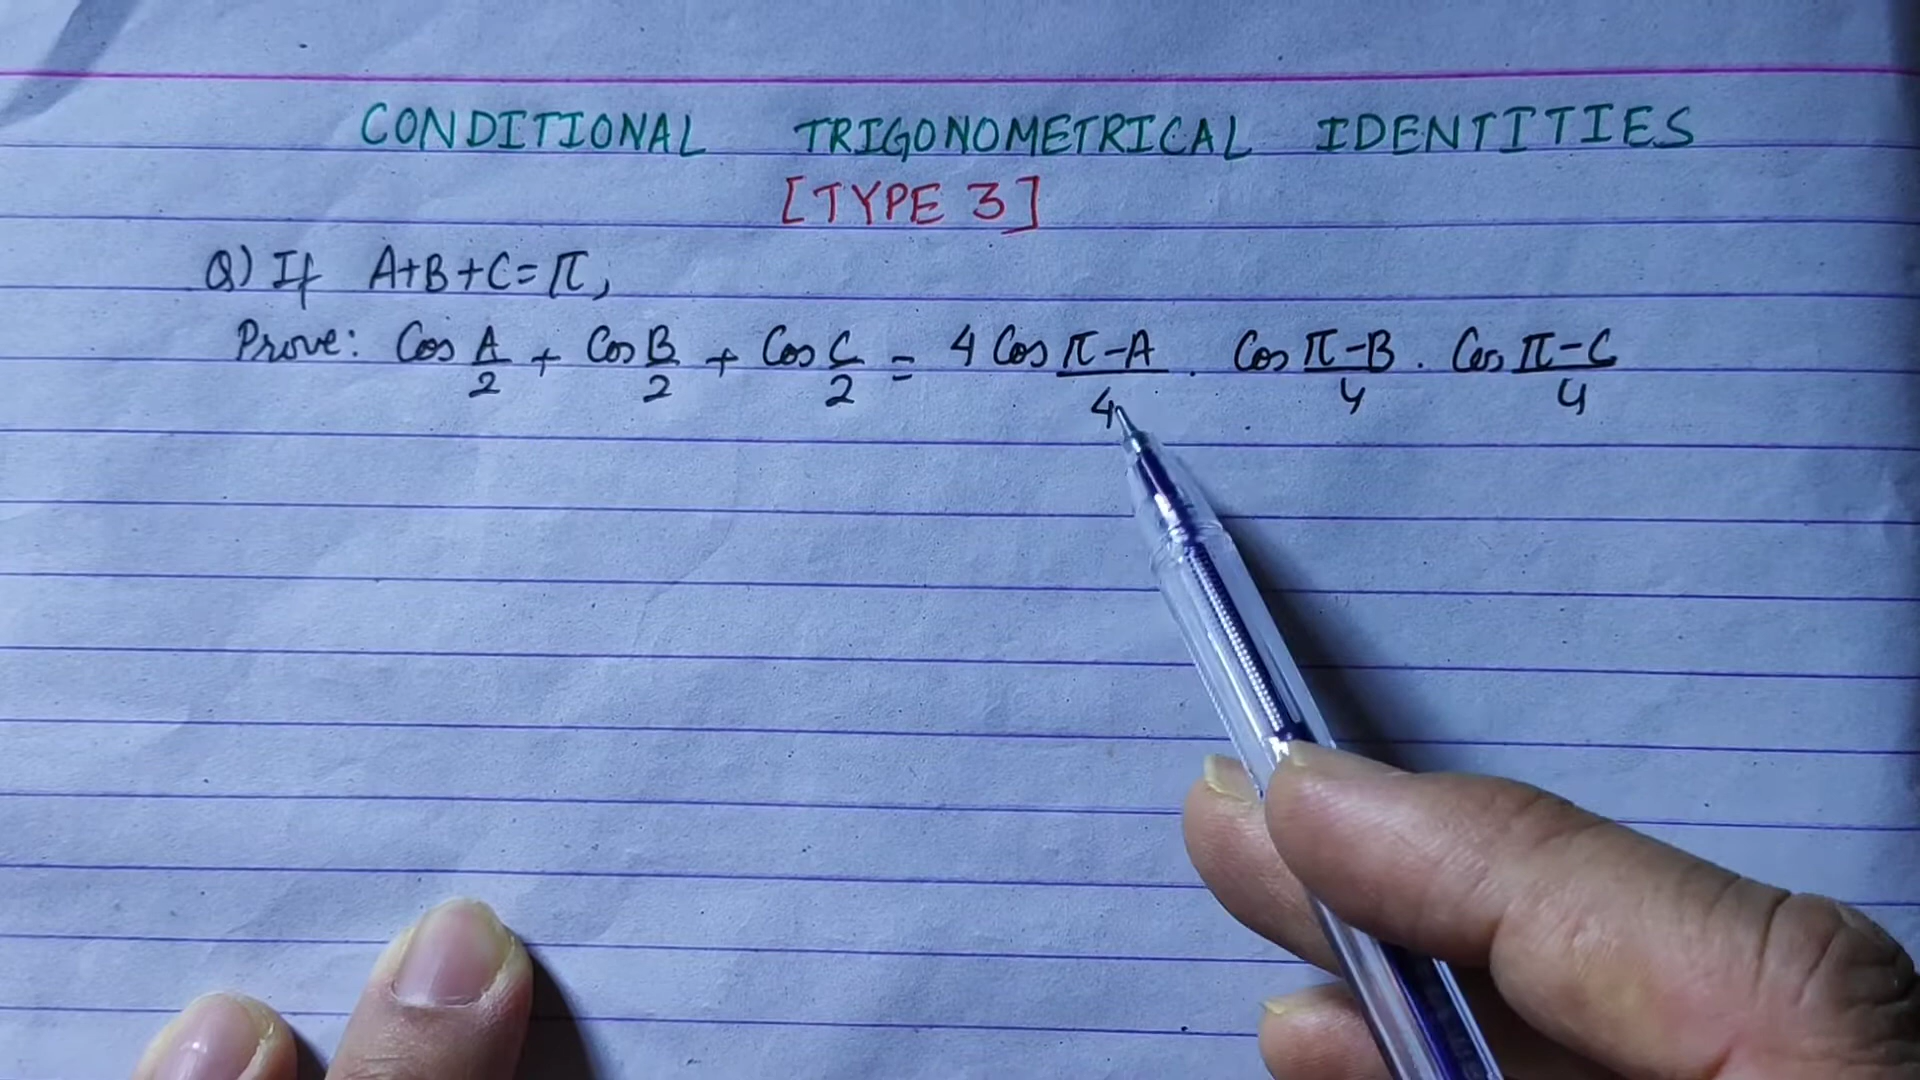 CONDITIONAL TRIGONOMETRICAL IDENTITIES
[TYPE 3]
Q) If A+B+C=π,
Prove: Cos A/2 + Cos B/2 + Cos C/2 = 4 Cos π-A/4 . Cos π-B/4 . Cos π-C/4